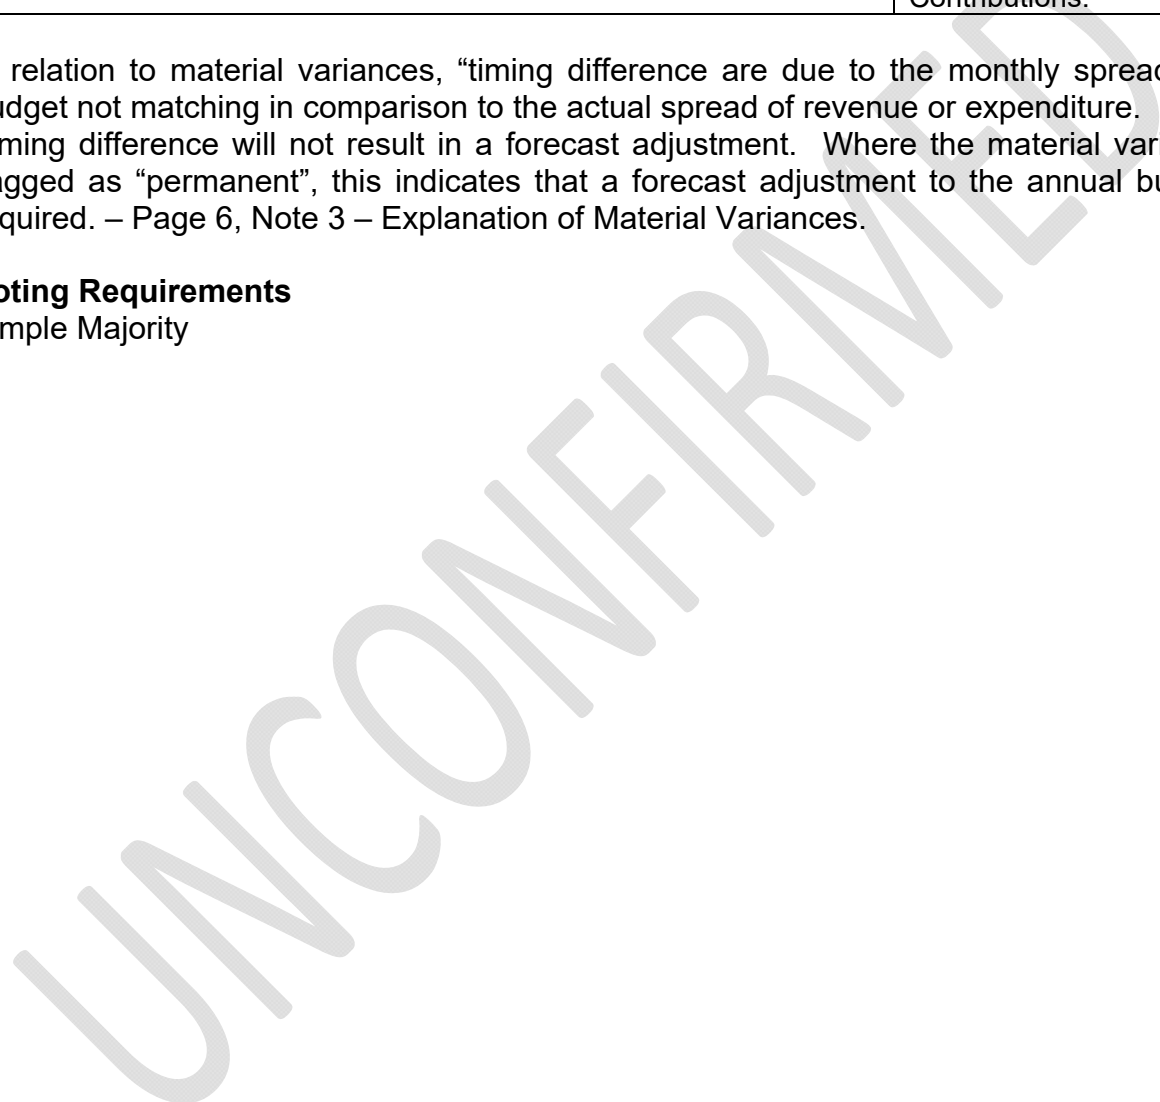 Contributions.
relation to material variances, “timing difference are due to the monthly spread
udget not matching in comparison to the actual spread of revenue or expenditure.
ming difference will not result in a forecast adjustment.  Where the material vari
agged as “permanent”, this indicates that a forecast adjustment to the annual bu
quired. – Page 6, Note 3 – Explanation of Material Variances.
oting Requirements
mple Majority
UNCONFIRMED